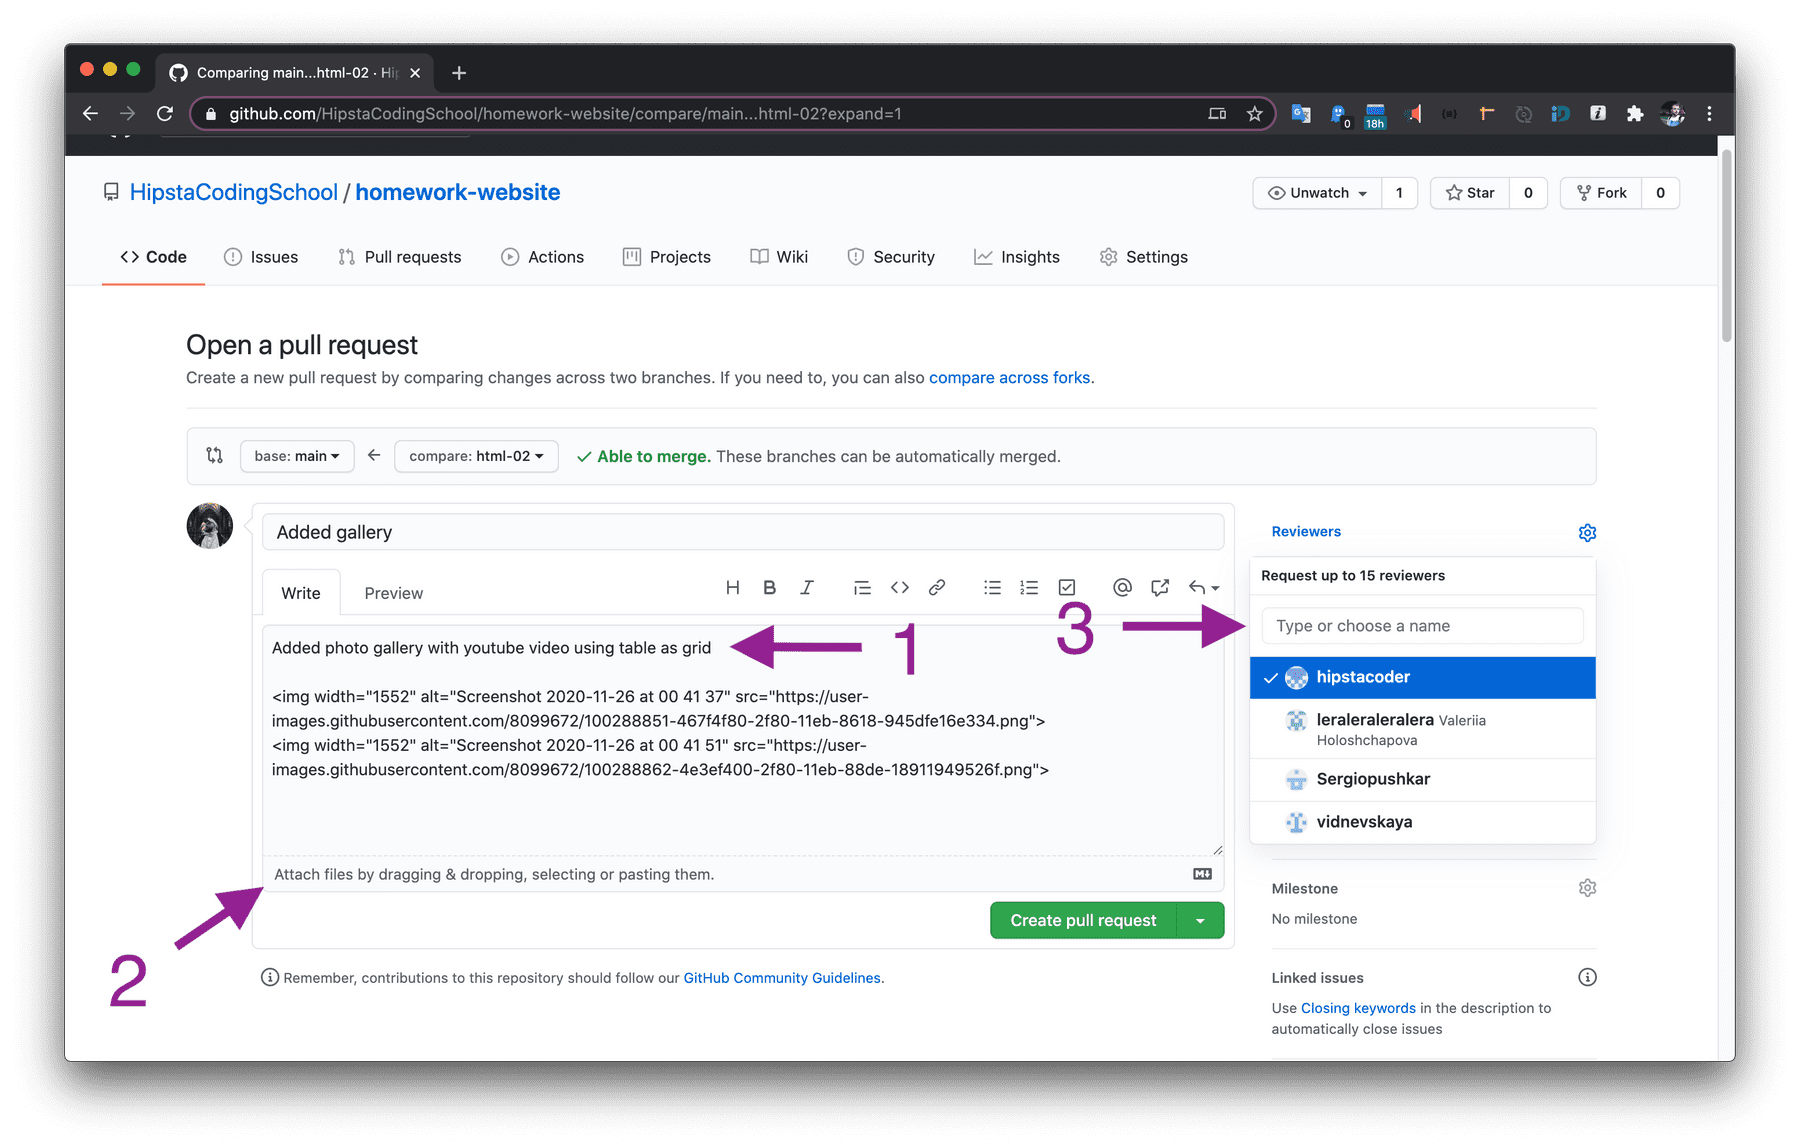 Comparing main...html-02 · Hip
github.com/HipstaCodingSchool/homework-website/compare/main...html-02?expand=1
0
18h
HipstaCodingSchool / homework-website
Unwatch 1
Star 0
Fork 0
Code
Issues
Pull requests
Actions
Projects
Wiki
Security
Insights
Settings
Open a pull request
Create a new pull request by comparing changes across two branches. If you need to, you can also compare across forks.
base: main
compare: html-02
Able to merge. These branches can be automatically merged.
Added gallery
Write
Preview
Added photo gallery with youtube video using table as grid
1
<img width="1552" alt="Screenshot 2020-11-26 at 00 41 37" src="https://user-
images.githubusercontent.com/8099672/100288851-467f4f80-2f80-11eb-8618-945dfe16e334.png">
<img width="1552" alt="Screenshot 2020-11-26 at 00 41 51" src="https://user-
images.githubusercontent.com/8099672/100288862-4e3ef400-2f80-11eb-88de-18911949526f.png">
Attach files by dragging & dropping, selecting or pasting them.
2
Create pull request
Remember, contributions to this repository should follow our GitHub Community Guidelines.
Reviewers
Request up to 15 reviewers
3
Type or choose a name
hipstacoder
leraleraleralera Valeriia
Holoshchapova
Sergiopushkar
vidnevskaya
Milestone
No milestone
Linked issues
Use Closing keywords in the description to
automatically close issues